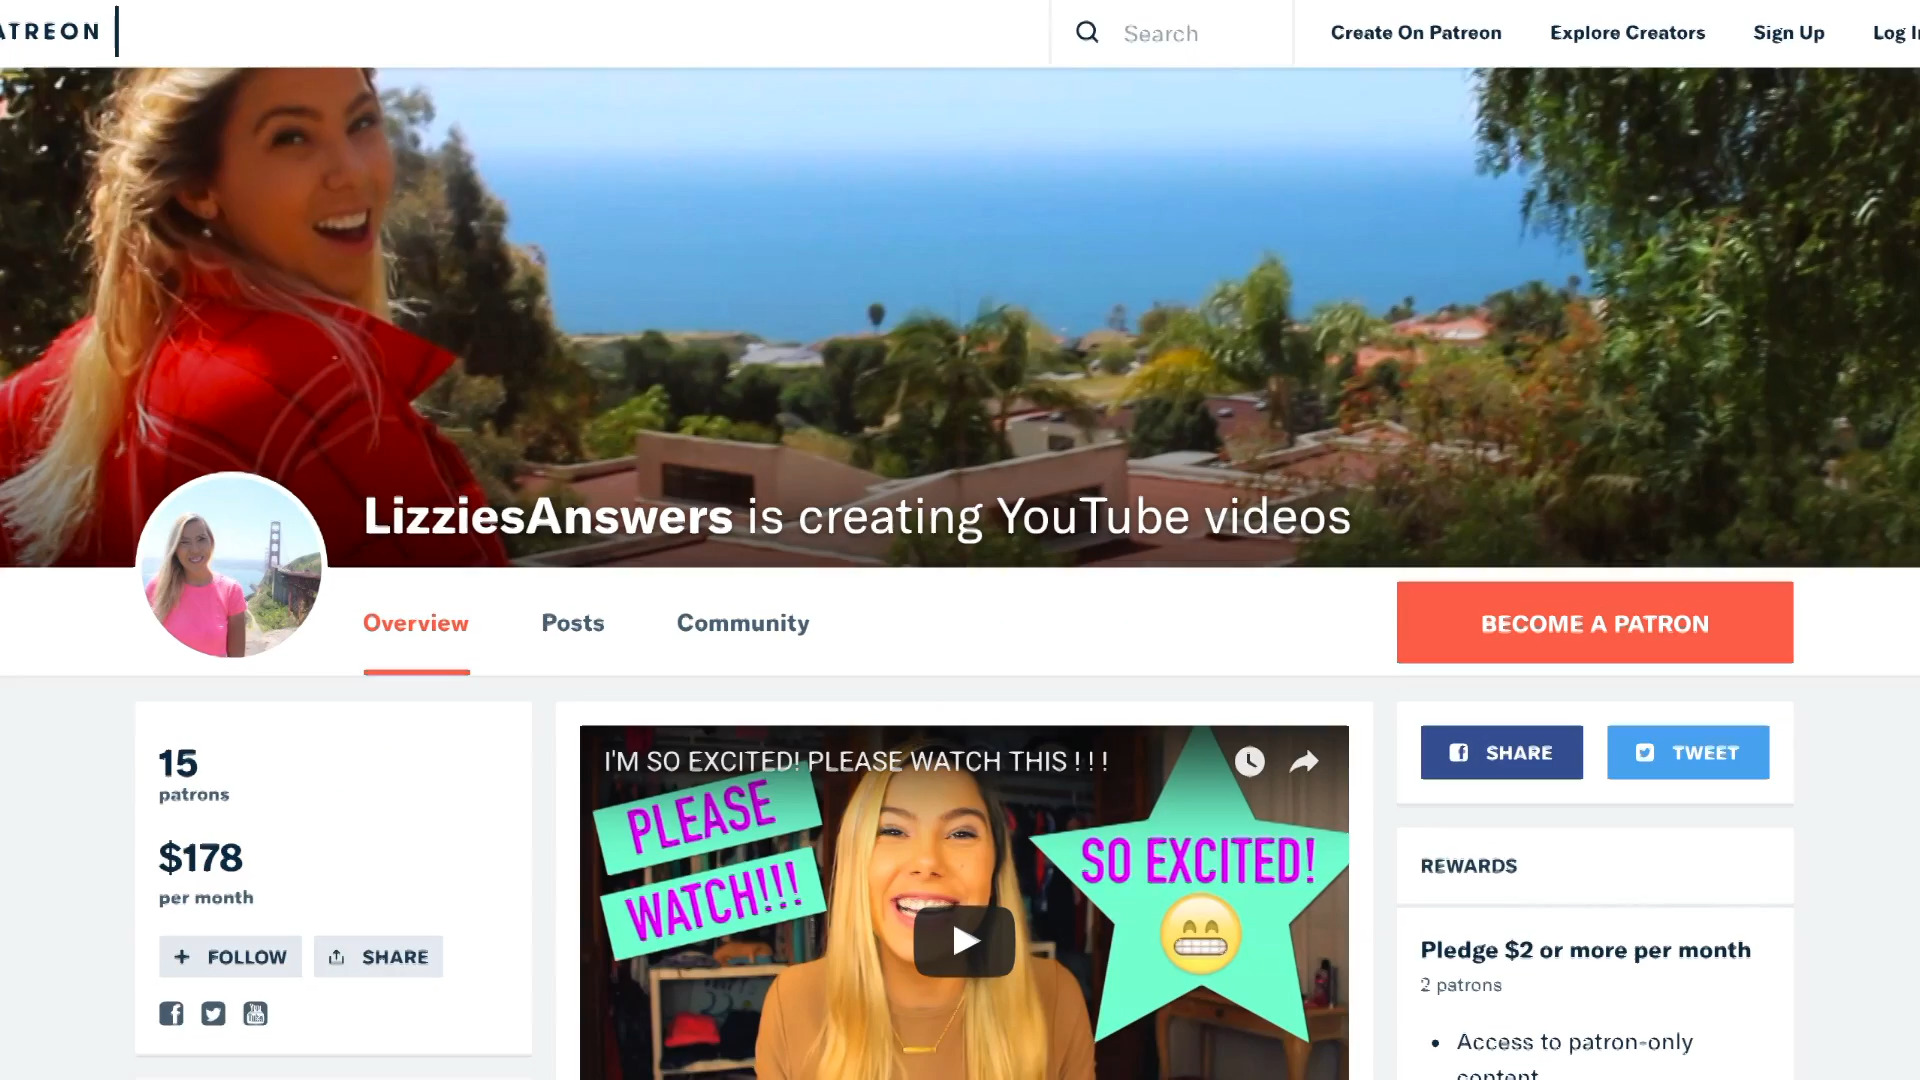 ATREON
Search
Create On Patreon
Explore Creators
Sign Up
Log In
LizziesAnswers is creating YouTube videos
Overview
Posts
Community
BECOME A PATRON
15
patrons
$178
per month
+ FOLLOW
SHARE
I'M SO EXCITED! PLEASE WATCH THIS ! ! !
PLEASE
WATCH!!!
SO EXCITED!
SHARE
TWEET
REWARDS
Pledge $2 or more per month
2 patrons
• Access to patron-only
content